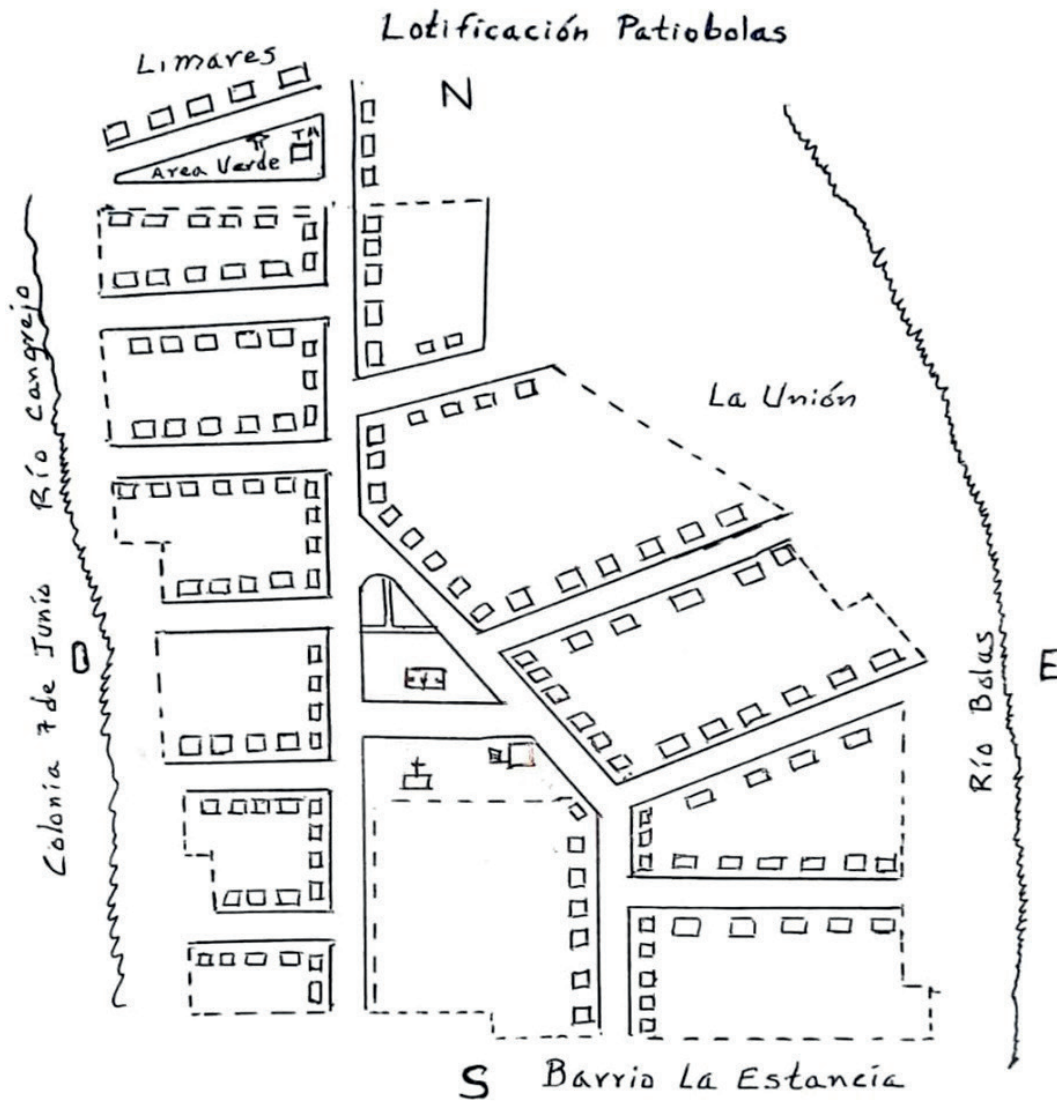 Lotificación Patiobolas
Limares
N
TA
Area Verde
Río Cangrejo
La Unión
Colonia 7 de Junio
O
Río Bolas
E
S
Barrio La Estancia